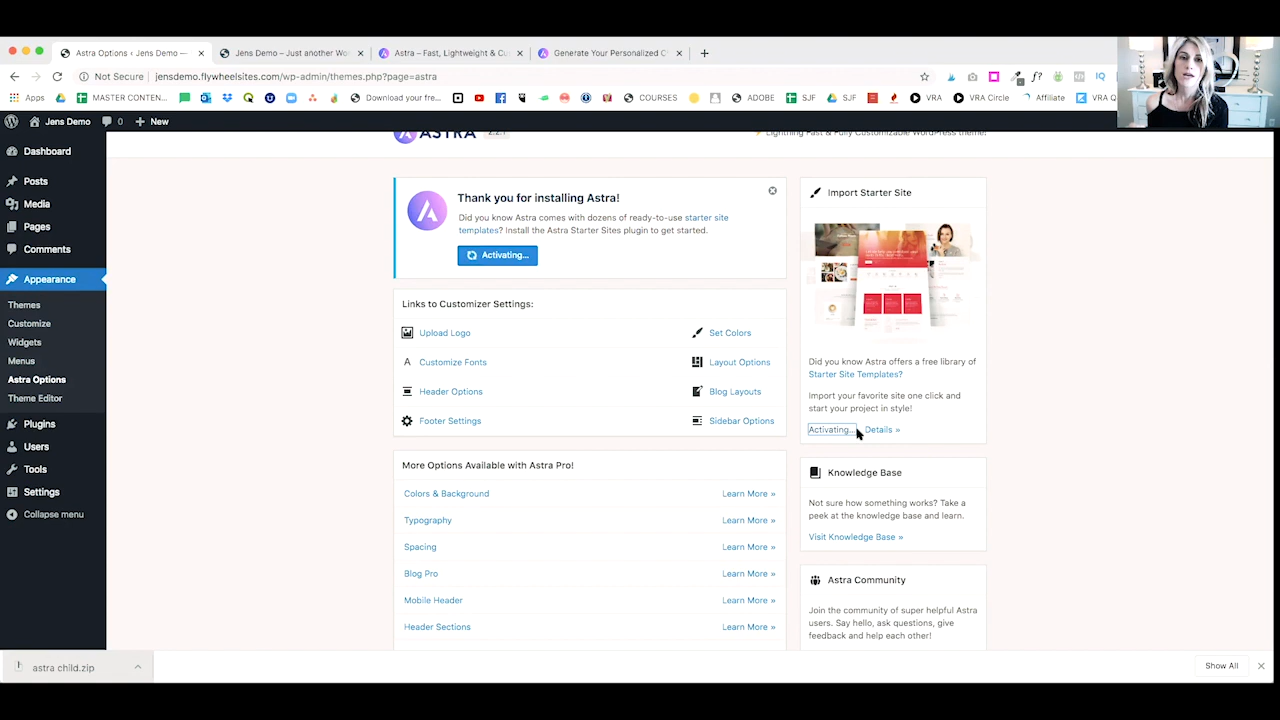 Astra Options ‹ Jens Demo —
Jens Demo – Just another Wo
Astra – Fast, Lightweight & Cu
Generate Your Personalized C
Not Secure
jensdemo.flywheelsites.com/wp-admin/themes.php?page=astra
Apps
MASTER CONTEN...
Download your free...
COURSES
ADOBE
SJF
SJF
VRA
VRA Circle
Affiliate
VRA Q
Jens Demo
0
New
Dashboard
Posts
Media
Pages
Comments
Appearance
Themes
Customize
Widgets
Menus
Astra Options
Theme Editor
Plugins
Users
Tools
Settings
Collapse menu
ASTRA
2.2.1
Lightning Fast & Fully Customizable WordPress theme!
Thank you for installing Astra!
Did you know Astra comes with dozens of ready-to-use starter site
templates? Install the Astra Starter Sites plugin to get started.
Activating...
Links to Customizer Settings:
Upload Logo
Set Colors
Customize Fonts
Layout Options
Header Options
Blog Layouts
Footer Settings
Sidebar Options
More Options Available with Astra Pro!
Colors & Background
Learn More »
Typography
Learn More »
Spacing
Learn More »
Blog Pro
Learn More »
Mobile Header
Learn More »
Header Sections
Learn More »
Import Starter Site
Did you know Astra offers a free library of
Starter Site Templates?
Import your favorite site one click and
start your project in style!
Activating...
Details »
Knowledge Base
Not sure how something works? Take a
peek at the knowledge base and learn.
Visit Knowledge Base »
Astra Community
Join the community of super helpful Astra
users. Say hello, ask questions, give
feedback and help each other!
astra child.zip
Show All